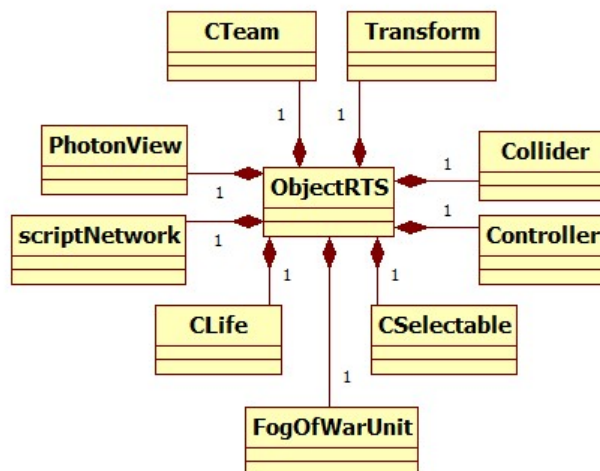 CTeam
Transform
1
1
PhotonView
Collider
1
1
ObjectRTS
scriptNetwork
1
1
Controller
1
1
CLife
CSelectable
1
FogOfWarUnit